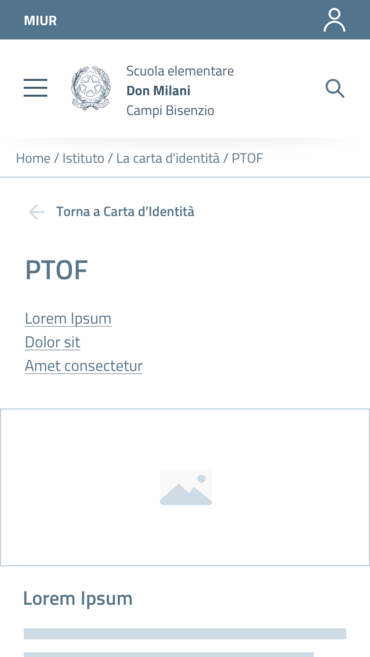 MIUR
Scuola elementare
Don Milani
Campi Bisenzio
Home / Istituto / La carta d'identità / PTOF
Torna a Carta d'Identità
PTOF
Lorem Ipsum
Dolor sit
Amet consectetur
Lorem Ipsum